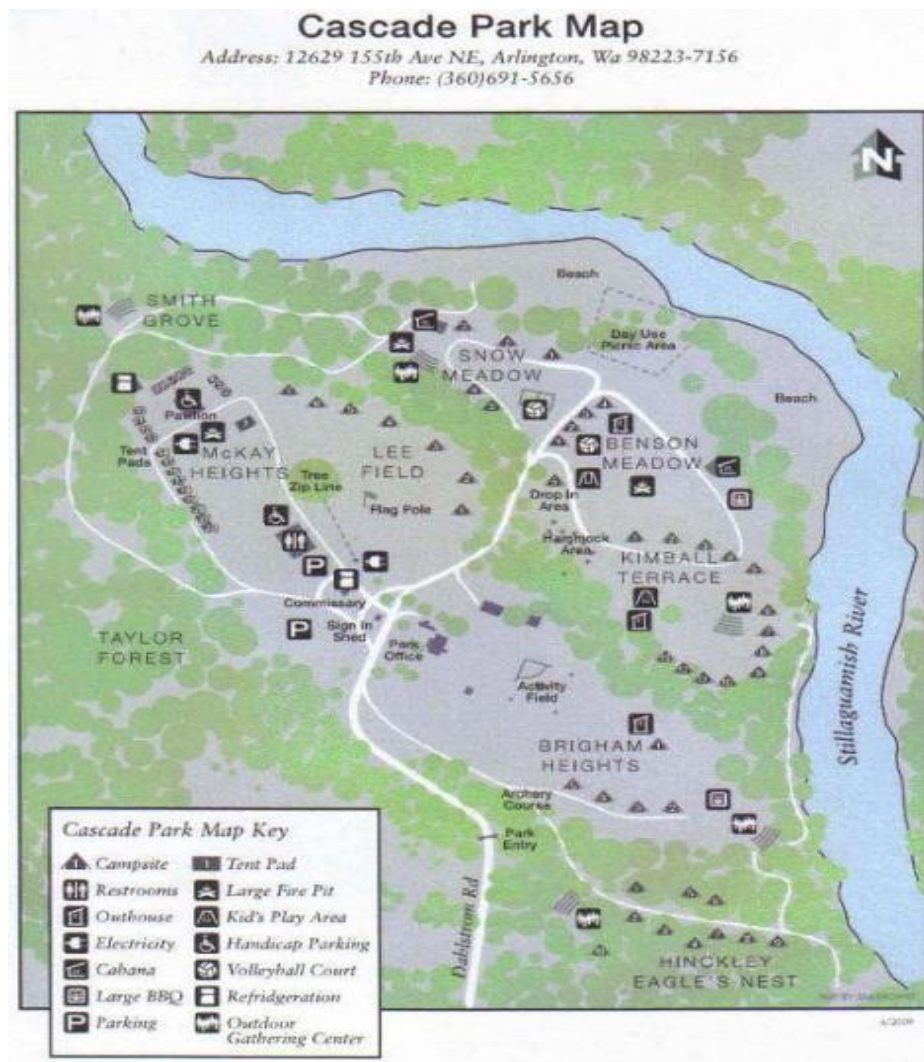 Cascade Park Map
Address: 12629 155th Ave NE, Arlington, Wa 98223-7156
Phone: (360)691-5656
N
Beach
SMITH
GROVE
Day Use
Picnic Area
SNOW
MEADOW
Beach
Pavilion
McKAY
HEIGHTS
Tent
Pads
LEE
FIELD
BENSON
MEADOW
Tree
Zip Line
Flag Pole
Drop In
Area
Hammock
Area
KIMBALL
TERRACE
Commissary
Sign In
Shed
P
P
Park
Office
TAYLOR
FOREST
Activity
Field
Stillaguamish River
BRIGHAM
HEIGHTS
Archery
Course
Park
Entry
Dahlstrom Rd
HINCKLEY
EAGLE'S NEST
Cascade Park Map Key
Campsite
Tent Pad
Restrooms
Large Fire Pit
Outhouse
Kid's Play Area
Electricity
Handicap Parking
Cabana
Volleyball Court
Large BBQ
Refridgeration
P Parking
Outdoor
Gathering Center
4/2009